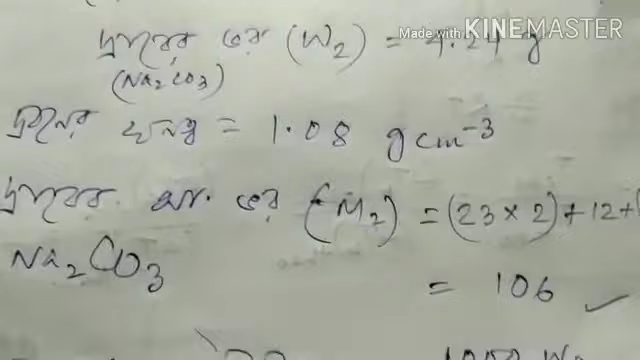 Made with KINEMASTER
দ্রাবের ভর (W₂) = 4.24 g
(Na₂CO₃)
দ্রবনের ঘনত্ব = 1.08 g cm⁻³
দ্রাবের আ. ভর (M₂) = (23 × 2) + 12 + (
Na₂CO₃
= 106